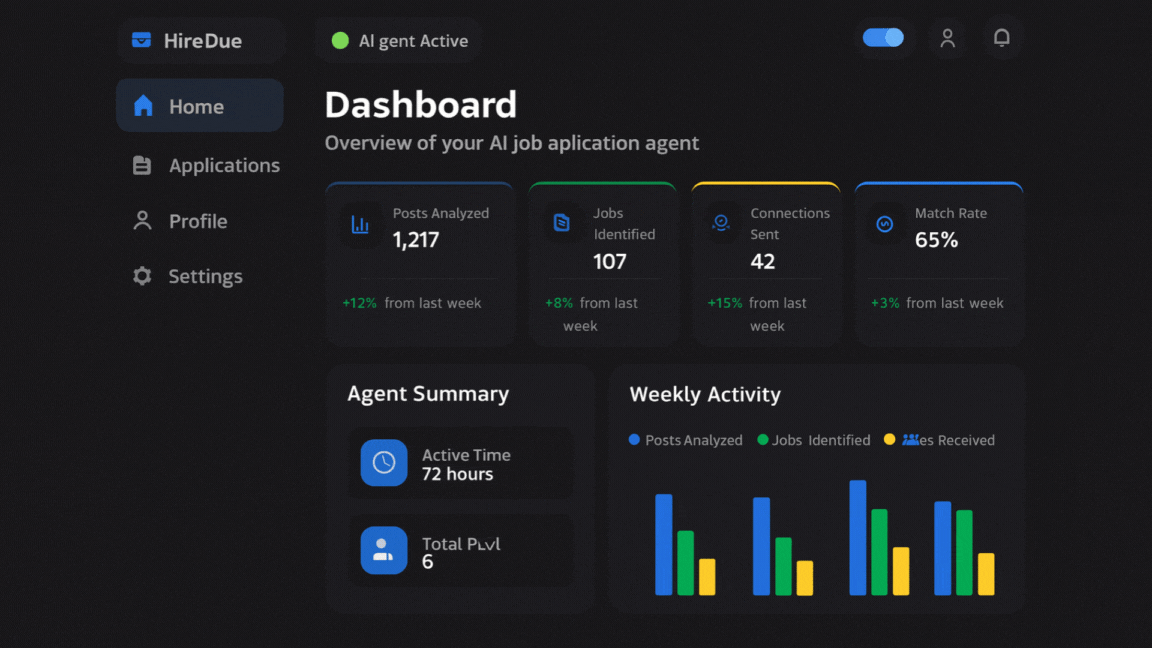 HireDue
AI gent Active
Home
Applications
Profile
Settings
Dashboard
Overview of your AI job aplication agent
Posts Analyzed
1,217
+12% from last week
Jobs
Identified
107
+8% from last
week
Connections
Sent
42
+15% from last
week
Match Rate
65%
+3% from last week
Agent Summary
Active Time
72 hours
Total
6
Weekly Activity
Posts Analyzed
Jobs Identified
Received